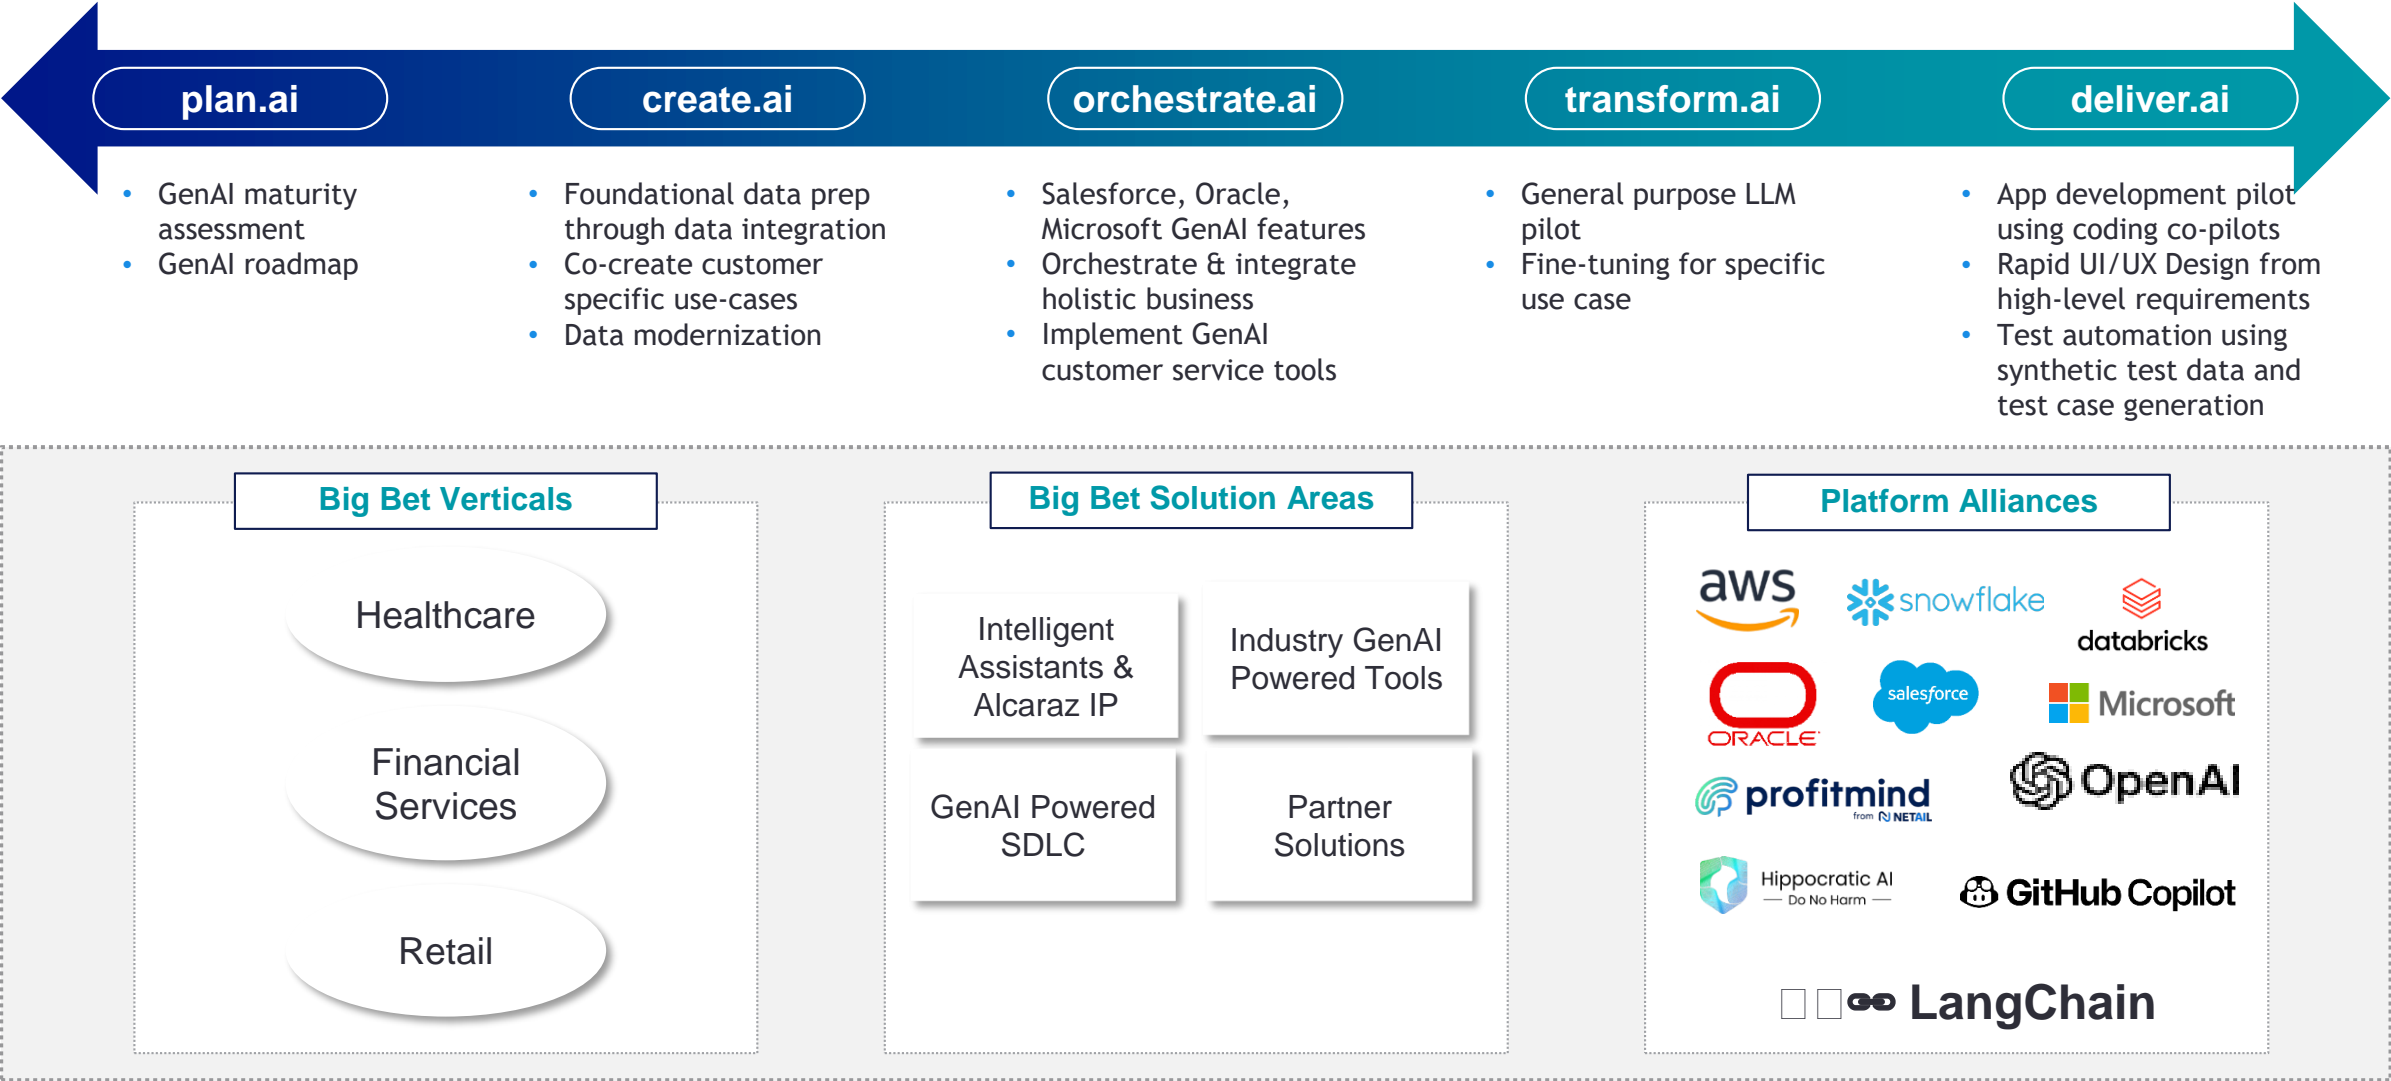 plan.ai
create.ai
orchestrate.ai
transform.ai
deliver.ai
• GenAI maturity
assessment
• GenAI roadmap
• Foundational data prep
through data integration
• Co-create customer
specific use-cases
• Data modernization
• Salesforce, Oracle,
Microsoft GenAI features
• Orchestrate & integrate
holistic business
• Implement GenAI
customer service tools
• General purpose LLM
pilot
• Fine-tuning for specific
use case
• App development pilot
using coding co-pilots
• Rapid UI/UX Design from
high-level requirements
• Test automation using
synthetic test data and
test case generation
Big Bet Verticals
Healthcare
Financial
Services
Retail
Big Bet Solution Areas
Intelligent
Assistants &
Alcaraz IP
Industry GenAI
Powered Tools
GenAI Powered
SDLC
Partner
Solutions
Platform Alliances
aws
snowflake
databricks
ORACLE
salesforce
Microsoft
profitmind
from NETAIL
OpenAI
Hippocratic AI
— Do No Harm —
GitHub Copilot
LangChain